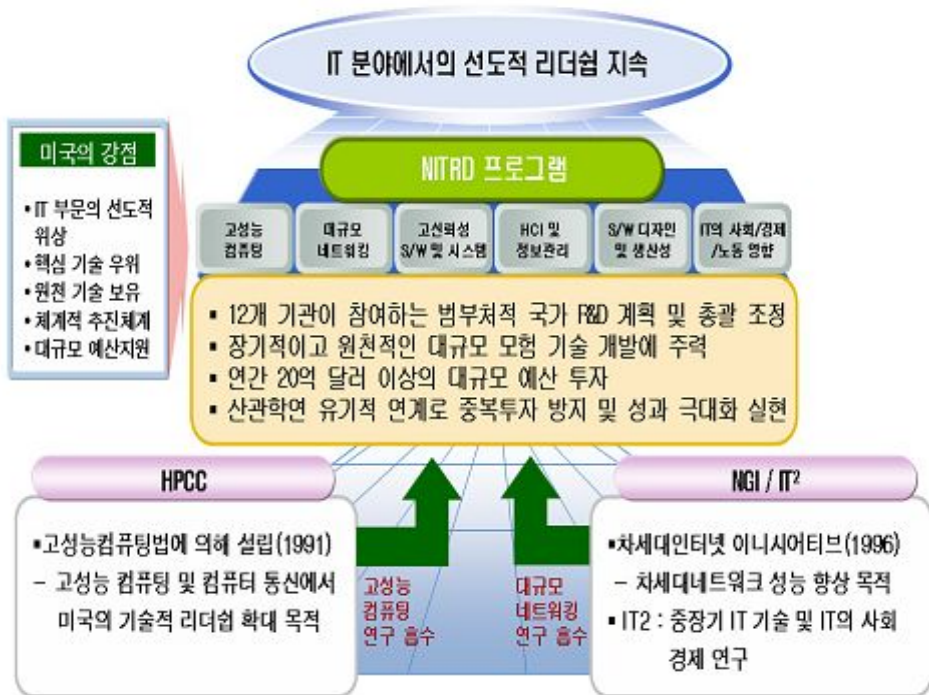 IT 분야에서의 선도적 리더쉽 지속
미국의 강점
• IT 부문의 선도적
위상
• 핵심 기술 우위
• 원천 기술 보유
• 체계적 추진체계
• 대규모 예산지원
NITRD 프로그램
고성능
컴퓨팅
대규모
네트워킹
고신뢰성
S/W 및 시스템
HCI 및
정보관리
S/W 디자인
및 생산성
IT의 사회/경제
/노동 영향
• 12개 기관이 참여하는 범부처적 국가 R&D 계획 및 총괄 조정
• 장기적이고 원천적인 대규모 모험 기술 개발에 주력
• 연간 20억 달러 이상의 대규모 예산 투자
• 산관학연 유기적 연계로 중복투자 방지 및 성과 극대화 실현
HPCC
▪고성능컴퓨팅법에 의해 설립(1991)
– 고성능 컴퓨팅 및 컴퓨터 통신에서
미국의 기술적 리더쉽 확대 목적
고성능
컴퓨팅
연구 흡수
대규모
네트워킹
연구 흡수
NGI / IT²
▪차세대인터넷 이니시어티브(1996)
– 차세대네트워크 성능 향상 목적
▪ IT2 : 중장기 IT 기술 및 IT의 사회
경제 연구